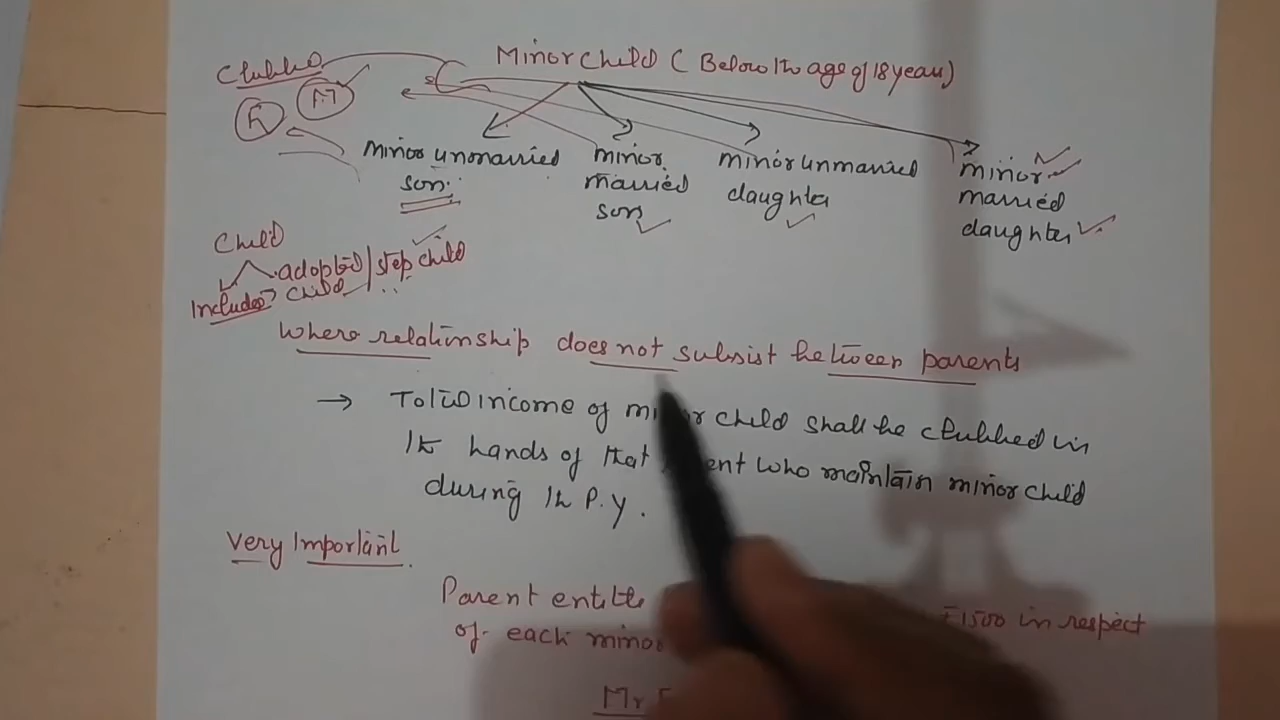 Clubbed
Minor child ( Below the age of 18 years)
F M
minor unmarried son.
minor married son
minor unmarried daughter
minor married daughter
Child
includes child
adopted / step child
Where relationship does not subsist between parents
→ Total income of minor child shall be clubbed in
the hands of that who maintain minor child
during the P.Y.
Very Important.
Parent ₹1500 in respect
of each minor
Mr